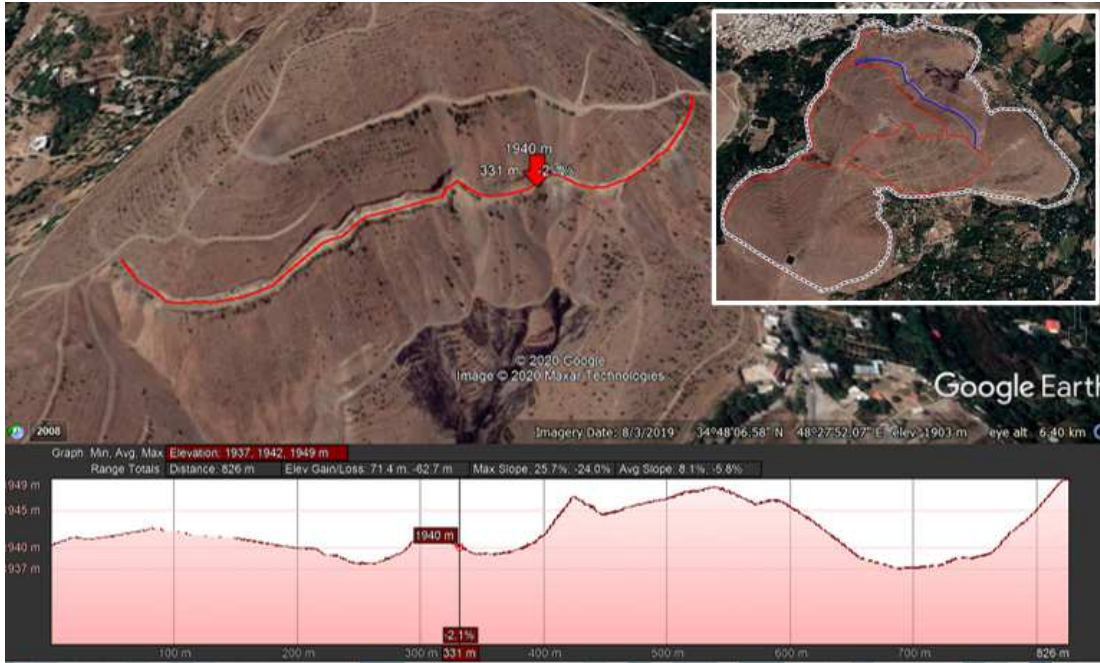 1940 m
331 m -2.1%
© 2020 Google
Image © 2020 Maxar Technologies
Google Earth
2008
Imagery Date: 8/3/2019 34°48'06.58" N 48°27'52.07" E elev 1903 m eye alt 6.40 km
Graph: Min, Avg, Max Elevation: 1937, 1942, 1949 m
Range Totals: Distance: 826 m Elev Gain/Loss: 71.4 m, -62.7 m Max Slope: 25.7%, -24.0% Avg Slope: 8.1%, -5.8%
1949 m
1945 m
1940 m
1940 m
1937 m
-2.1%
100 m 200 m 300 m 331 m 400 m 500 m 600 m 700 m 826 m